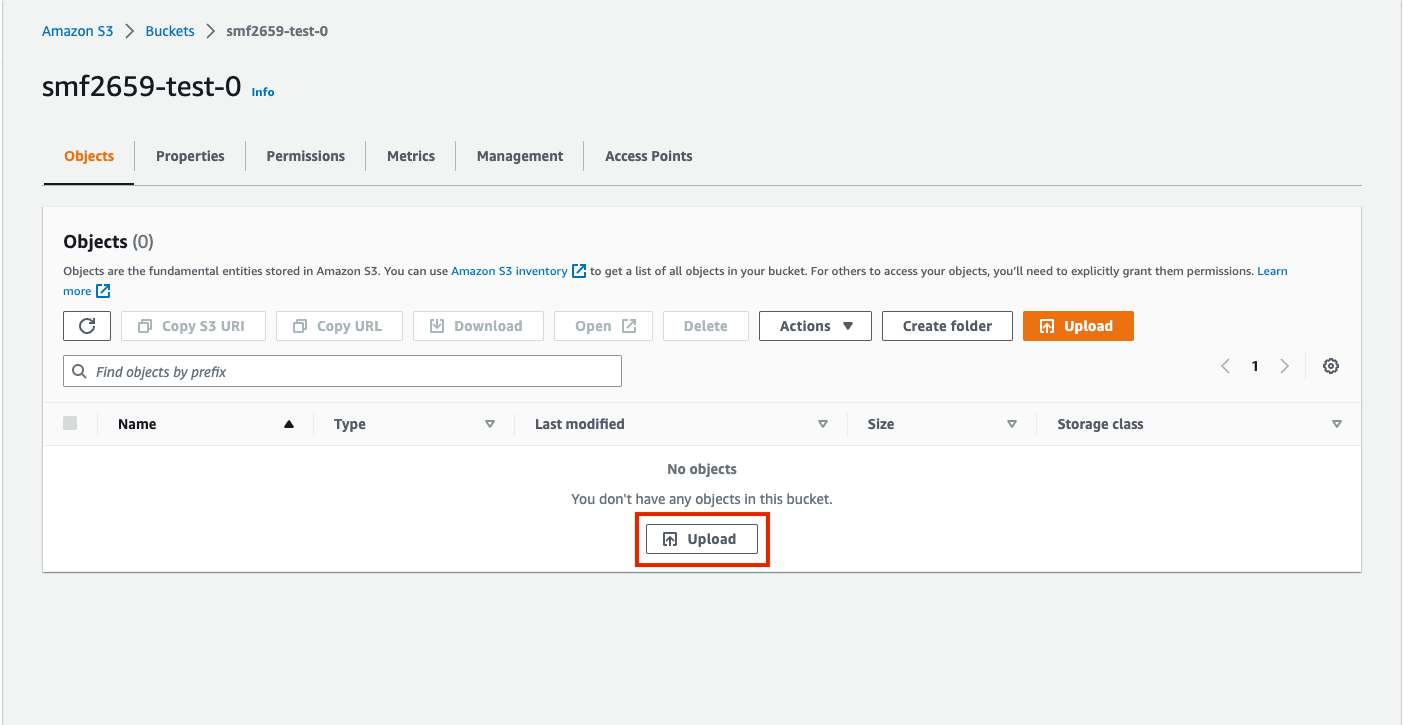 Amazon S3 > Buckets > smf2659-test-0
smf2659-test-0 Info
Objects Properties Permissions Metrics Management Access Points
Objects (0)
Objects are the fundamental entities stored in Amazon S3. You can use Amazon S3 inventory to get a list of all objects in your bucket. For others to access your objects, you'll need to explicitly grant them permissions. Learn
more
Copy S3 URI Copy URL Download Open Delete Actions Create folder Upload
Find objects by prefix
1
Name Type Last modified Size Storage class
No objects
You don't have any objects in this bucket.
Upload